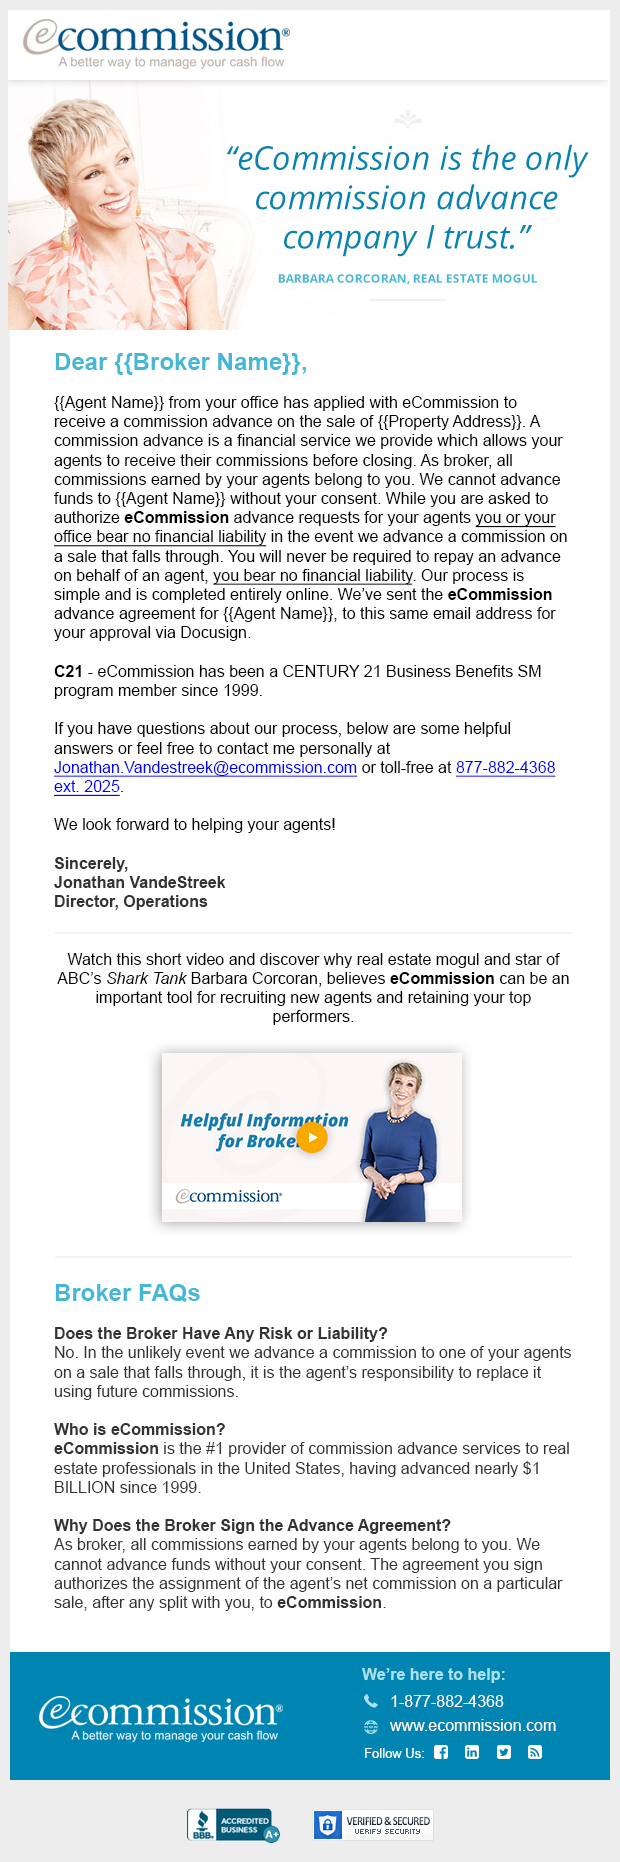 ecommission®
A better way to manage your cash flow
“eCommission is the only
commission advance
company I trust.”
BARBARA CORCORAN, REAL ESTATE MOGUL
Dear {{Broker Name}},
{{Agent Name}} from your office has applied with eCommission to
receive a commission advance on the sale of {{Property Address}}. A
commission advance is a financial service we provide which allows your
agents to receive their commissions before closing. As broker, all
commissions earned by your agents belong to you. We cannot advance
funds to {{Agent Name}} without your consent. While you are asked to
authorize eCommission advance requests for your agents you or your
office bear no financial liability in the event we advance a commission on
a sale that falls through. You will never be required to repay an advance
on behalf of an agent, you bear no financial liability. Our process is
simple and is completed entirely online. We’ve sent the eCommission
advance agreement for {{Agent Name}}, to this same email address for
your approval via Docusign.
C21 - eCommission has been a CENTURY 21 Business Benefits SM
program member since 1999.
If you have questions about our process, below are some helpful
answers or feel free to contact me personally at
Jonathan.Vandestreek@ecommission.com or toll-free at 877-882-4368
ext. 2025.
We look forward to helping your agents!
Sincerely,
Jonathan VandeStreek
Director, Operations
Watch this short video and discover why real estate mogul and star of
ABC’s Shark Tank Barbara Corcoran, believes eCommission can be an
important tool for recruiting new agents and retaining your top
performers.
Helpful Information
for Broker
ecommission®
Broker FAQs
Does the Broker Have Any Risk or Liability?
No. In the unlikely event we advance a commission to one of your agents
on a sale that falls through, it is the agent’s responsibility to replace it
using future commissions.
Who is eCommission?
eCommission is the #1 provider of commission advance services to real
estate professionals in the United States, having advanced nearly $1
BILLION since 1999.
Why Does the Broker Sign the Advance Agreement?
As broker, all commissions earned by your agents belong to you. We
cannot advance funds without your consent. The agreement you sign
authorizes the assignment of the agent’s net commission on a particular
sale, after any split with you, to eCommission.
ecommission®
A better way to manage your cash flow
We’re here to help:
1-877-882-4368
www.ecommission.com
Follow Us:
BBB. ACCREDITED BUSINESS A+
VERIFIED & SECURED
VERIFY SECURITY